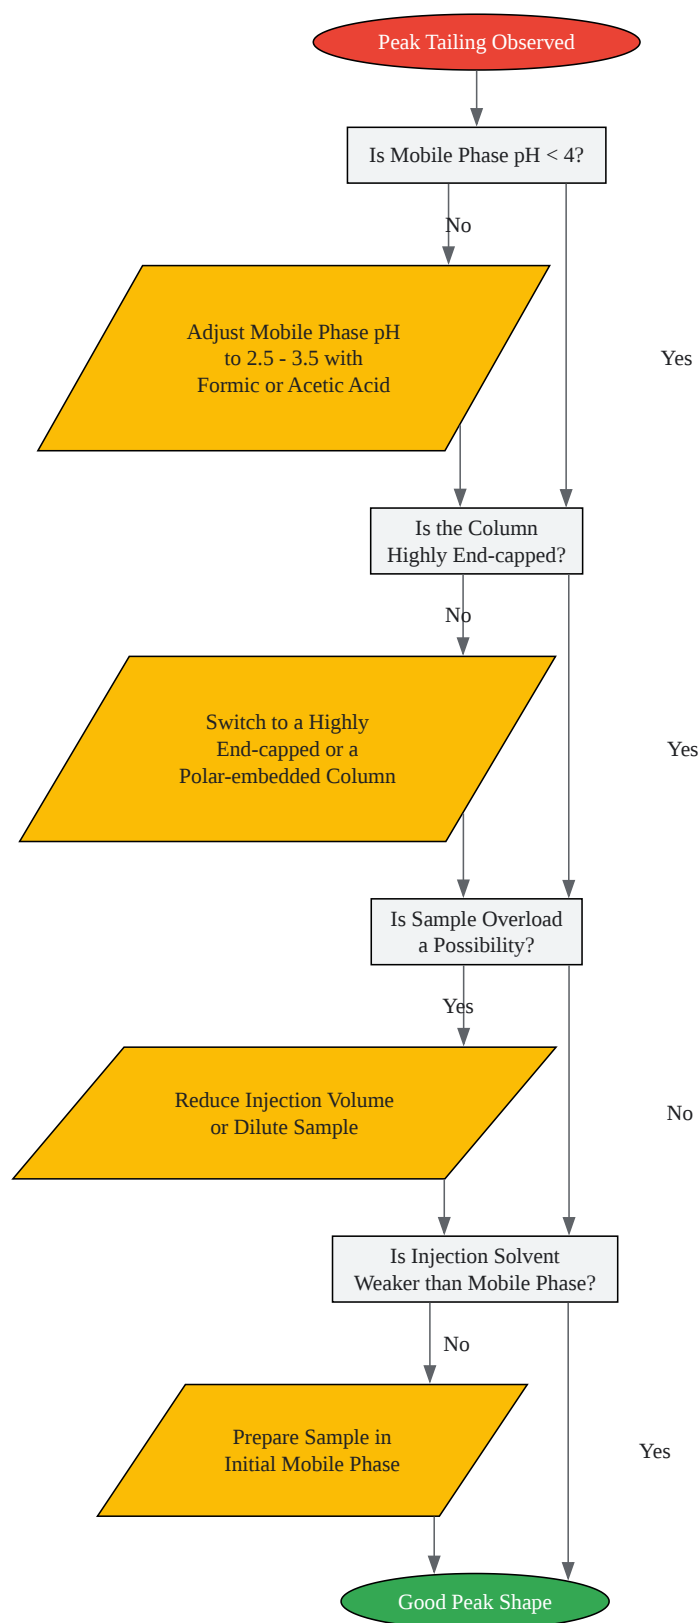 Peak Tailing Observed
Is Mobile Phase pH < 4?
No
Adjust Mobile Phase pH
to 2.5 - 3.5 with
Formic or Acetic Acid
Yes
Is the Column
Highly End-capped?
No
Switch to a Highly
End-capped or a
Polar-embedded Column
Yes
Is Sample Overload
a Possibility?
Yes
Reduce Injection Volume
or Dilute Sample
No
Is Injection Solvent
Weaker than Mobile Phase?
No
Prepare Sample in
Initial Mobile Phase
Yes
Good Peak Shape